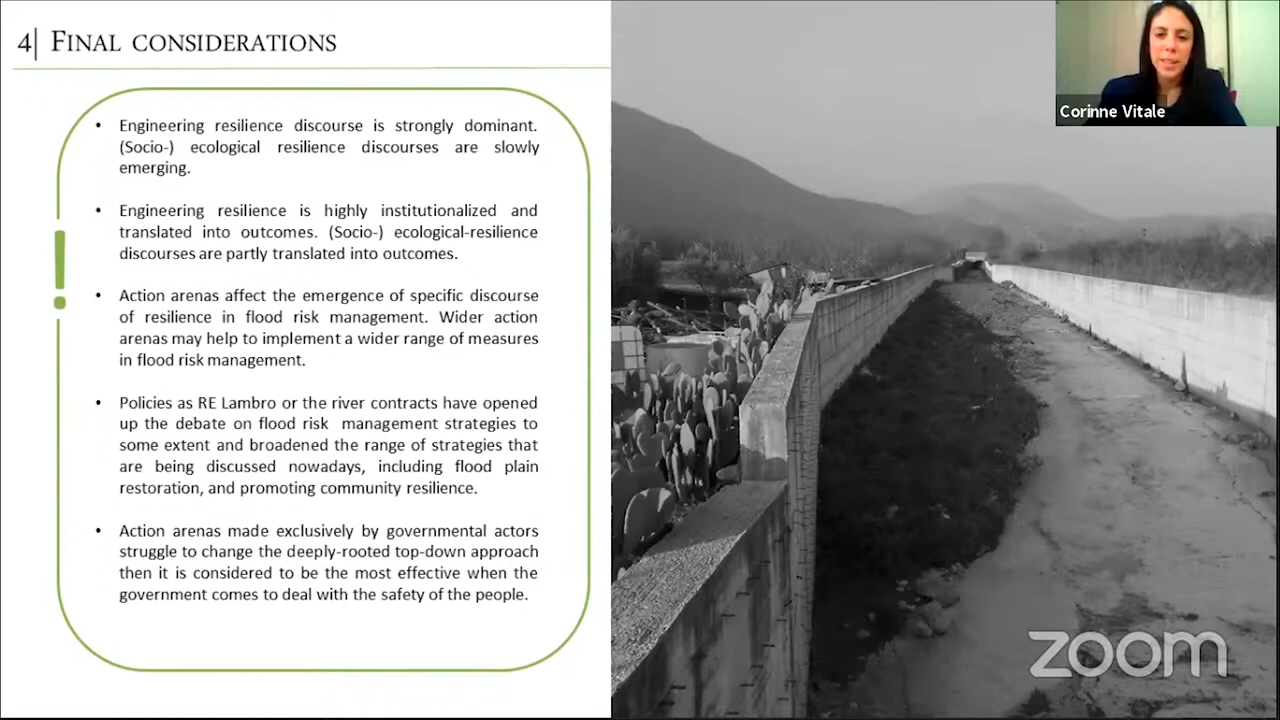 4| FINAL CONSIDERATIONS
• Engineering resilience discourse is strongly dominant.
(Socio-) ecological resilience discourses are slowly
emerging.
• Engineering resilience is highly institutionalized and
translated into outcomes. (Socio-) ecological-resilience
discourses are partly translated into outcomes.
• Action arenas affect the emergence of specific discourse
of resilience in flood risk management. Wider action
arenas may help to implement a wider range of measures
in flood risk management.
• Policies as RE Lambro or the river contracts have opened
up the debate on flood risk management strategies to
some extent and broadened the range of strategies that
are being discussed nowadays, including flood plain
restoration, and promoting community resilience.
• Action arenas made exclusively by governmental actors
struggle to change the deeply-rooted top-down approach
then it is considered to be the most effective when the
government comes to deal with the safety of the people.
!
Corinne Vitale
zoom